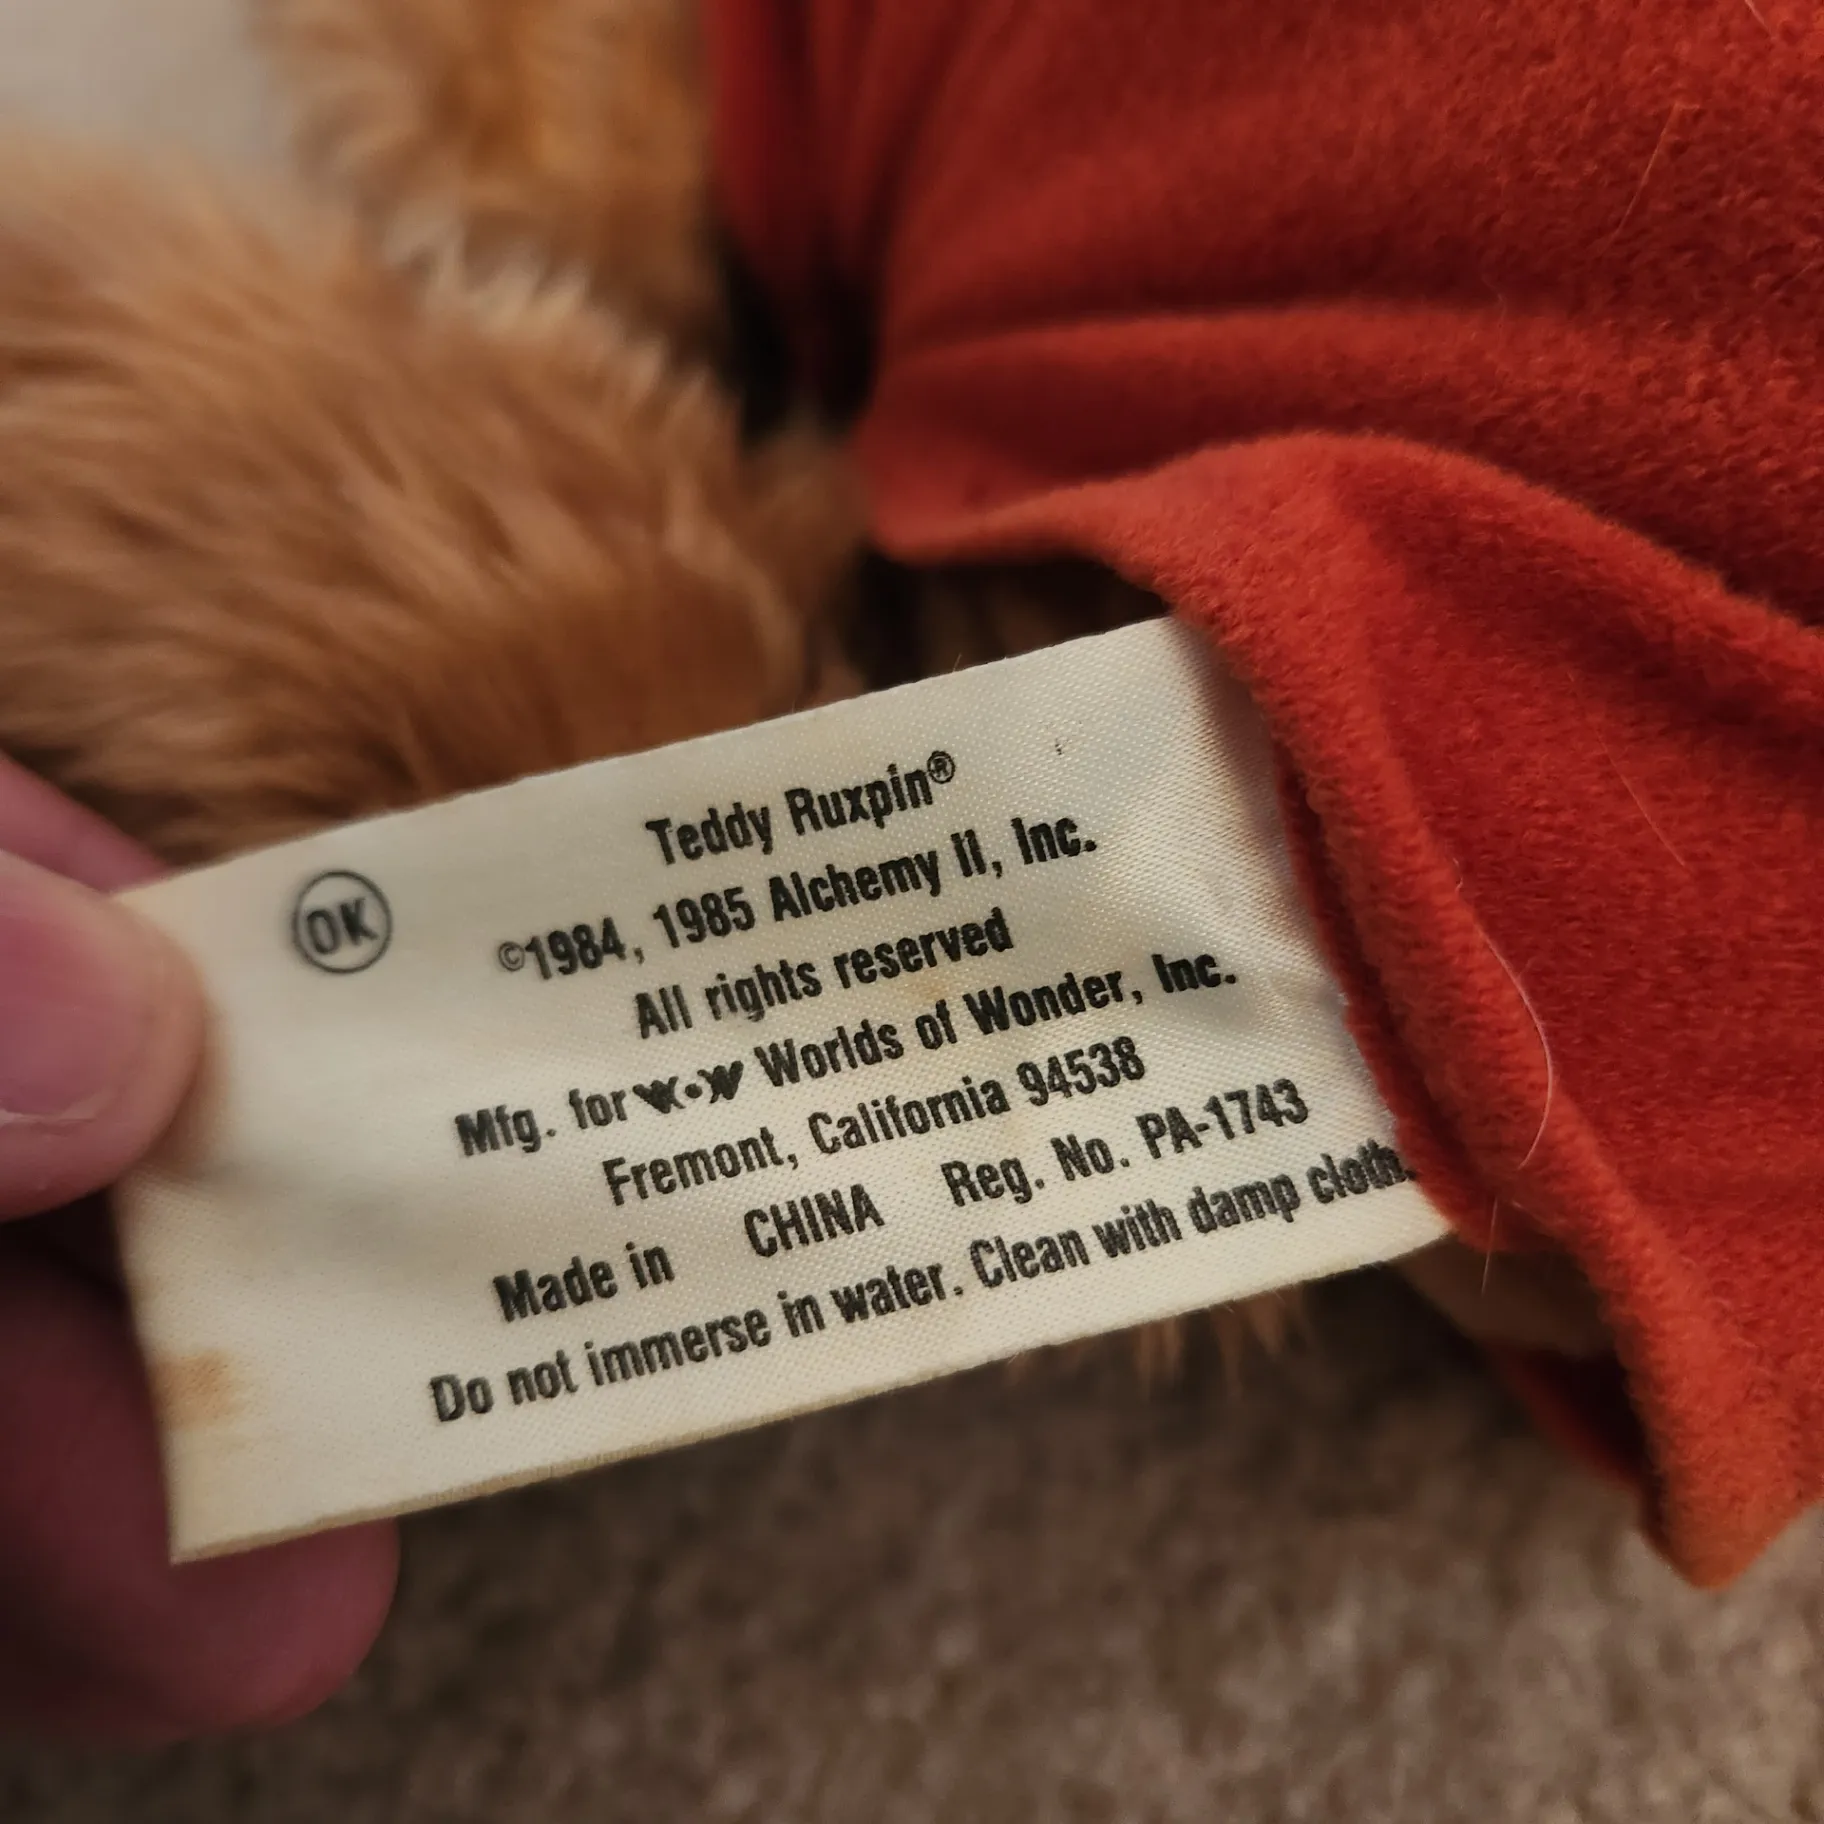 OK
Teddy Ruxpin®
©1984, 1985 Alchemy II, Inc.
All rights reserved
Mfg. for W•W Worlds of Wonder, Inc.
Fremont, California 94538
Made in CHINA Reg. No. PA-1743
Do not immerse in water. Clean with damp cloth.